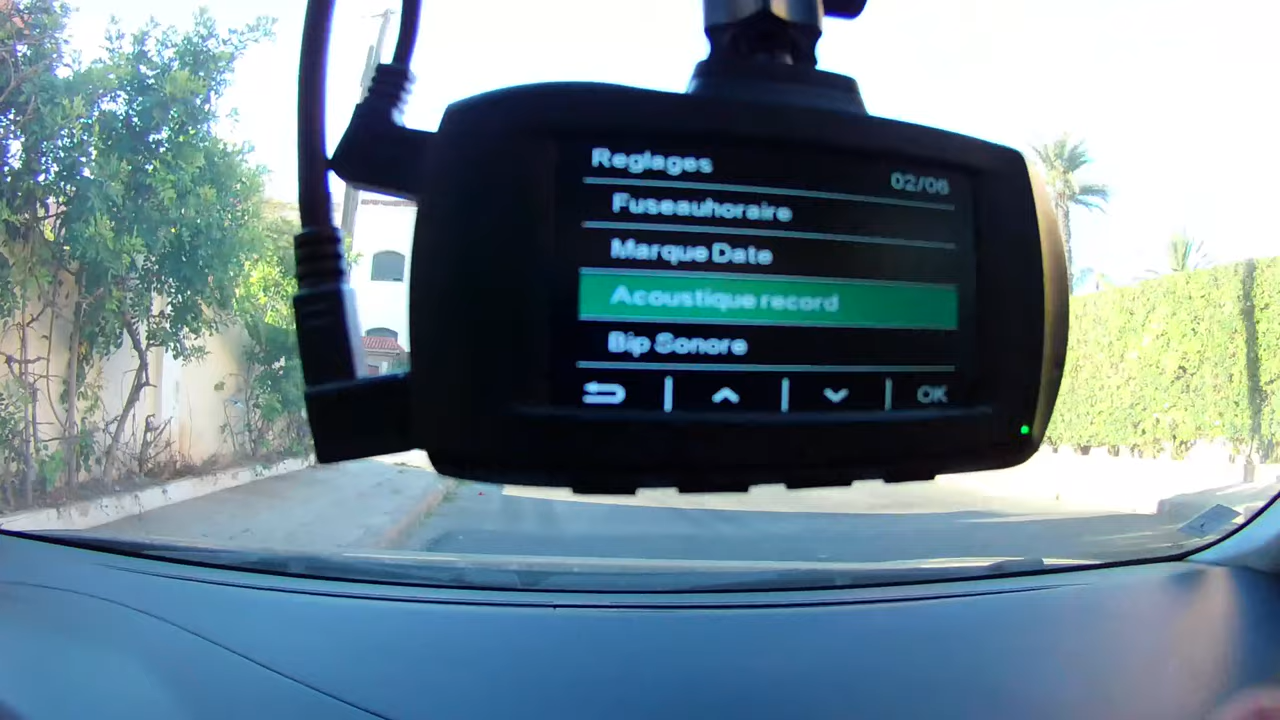 Reglages
02/06
Fuseauhoraire
Marque Date
Acoustique record
Bip Sonore
OK